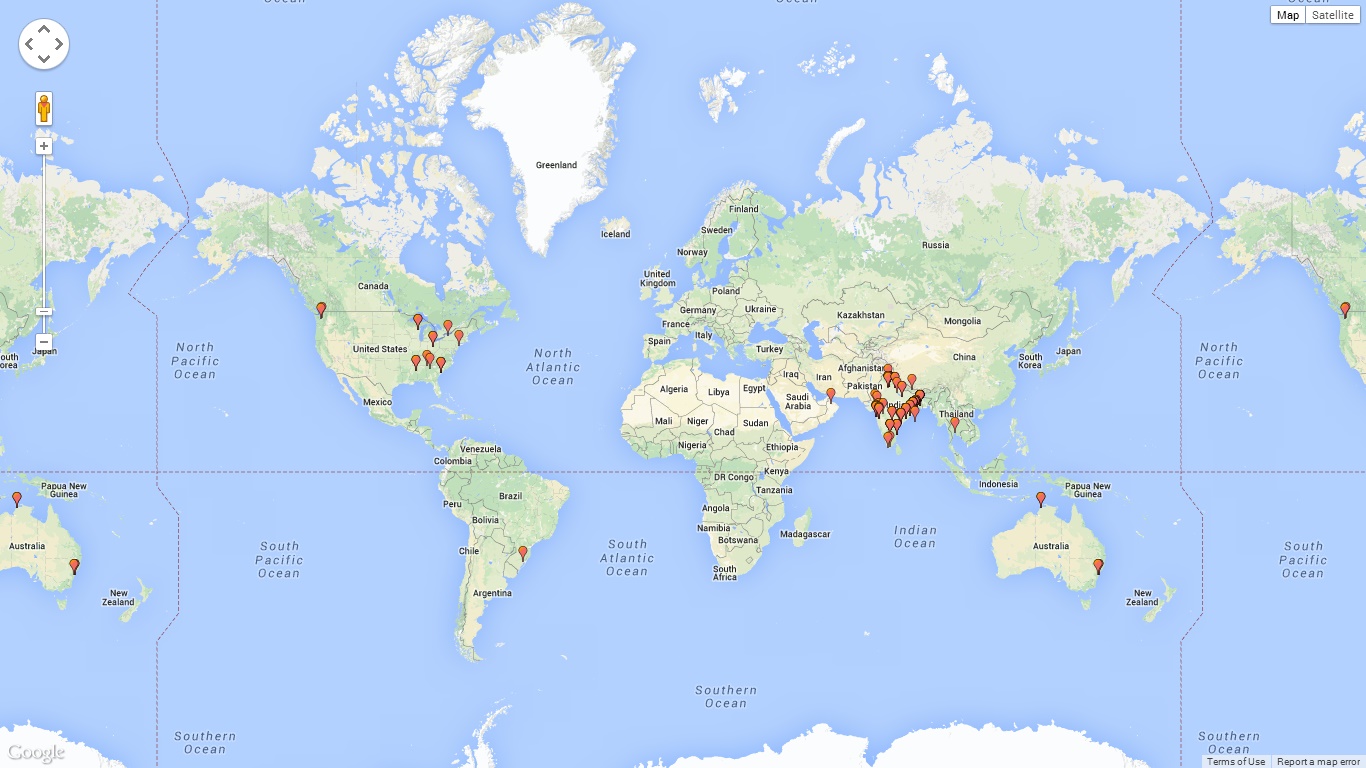 Ocean
Ocean
Ocean
Map
Satellite
Greenland
Iceland
Finland
Sweden
Norway
Russia
United
Kingdom
Poland
Germany
Ukraine
France
Italy
Spain
Turkey
Kazakhstan
Mongolia
China
South
Korea
Japan
Japan
outh
orea
Canada
United States
Mexico
North
Pacific
Ocean
North
Atlantic
Ocean
North
Pacific
Ocean
Algeria
Libya
Egypt
Iraq
Iran
Saudi
Arabia
Afghanistan
Pakistan
Indi
Thailand
Mali
Niger
Chad
Sudan
Nigeria
Ethiopia
Kenya
DR Congo
Tanzania
Angola
Namibia
Botswana
Madagascar
South
Africa
Venezuela
Colombia
Peru
Brazil
Bolivia
Chile
Argentina
Indonesia
Papua New
Guinea
Papua New
Guinea
Australia
Australia
New
Zealand
New
Zealand
South
Pacific
Ocean
South
Atlantic
Ocean
Indian
Ocean
South
Pacific
Ocean
Southern
Ocean
Southern
Ocean
Southern
Ocean
Google
Terms of Use
Report a map error